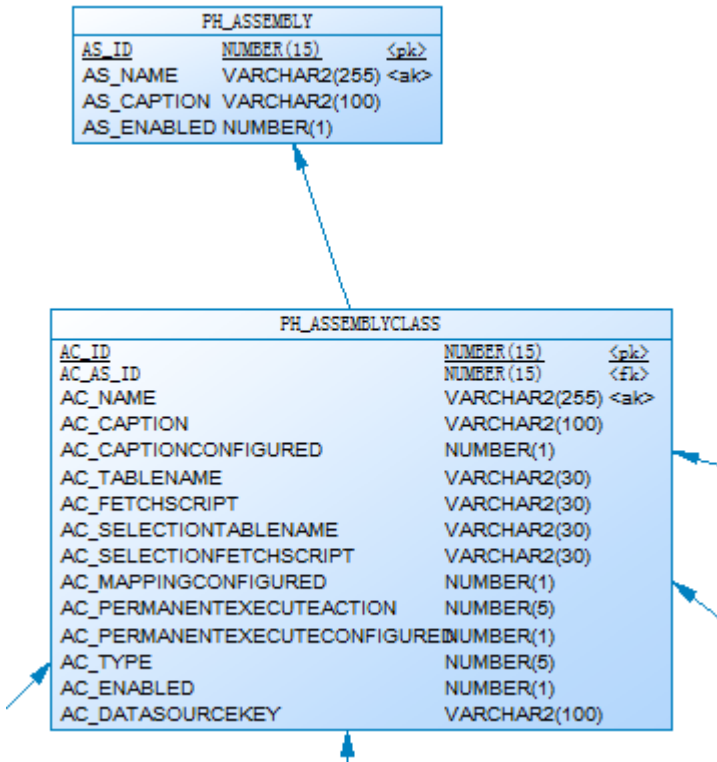 PH_ASSEMBLY
AS_ID NUMBER(15) <pk>
AS_NAME VARCHAR2(255) <ak>
AS_CAPTION VARCHAR2(100)
AS_ENABLED NUMBER(1)
PH_ASSEMBLYCLASS
AC_ID NUMBER(15) <pk>
AC_AS_ID NUMBER(15) <fk>
AC_NAME VARCHAR2(255) <ak>
AC_CAPTION VARCHAR2(100)
AC_CAPTIONCONFIGURED NUMBER(1)
AC_TABLENAME VARCHAR2(30)
AC_FETCHSCRIPT VARCHAR2(30)
AC_SELECTIONTABLENAME VARCHAR2(30)
AC_SELECTIONFETCHSCRIPT VARCHAR2(30)
AC_MAPPINGCONFIGURED NUMBER(1)
AC_PERMANENTEXECUTEACTION NUMBER(5)
AC_PERMANENTEXECUTECONFIGURED NUMBER(1)
AC_TYPE NUMBER(5)
AC_ENABLED NUMBER(1)
AC_DATASOURCEKEY VARCHAR2(100)